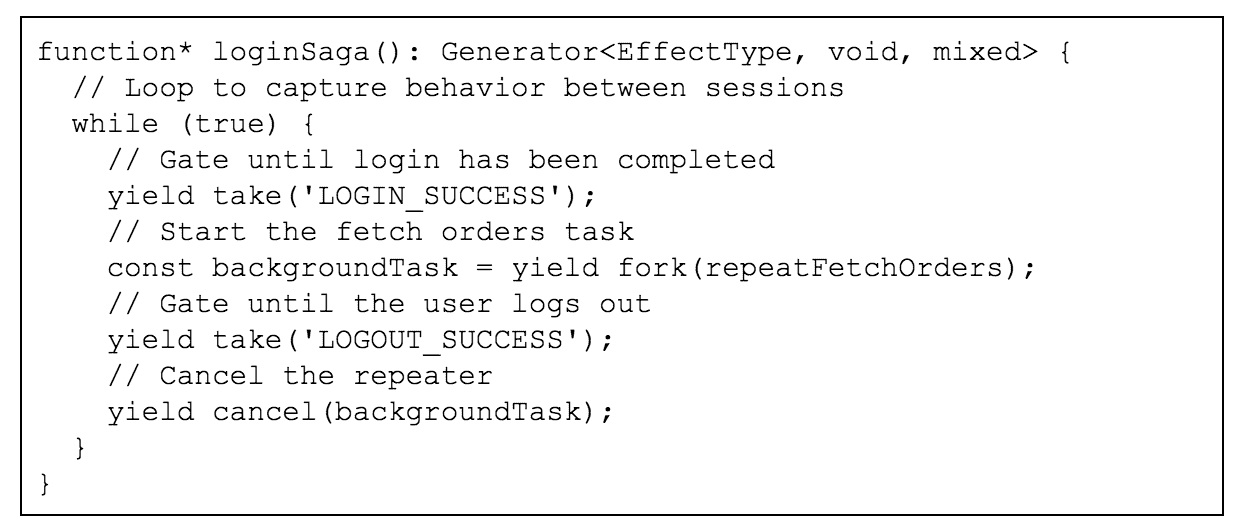 function* loginSaga(): Generator<EffectType, void, mixed> {
  // Loop to capture behavior between sessions
  while (true) {
    // Gate until login has been completed
    yield take('LOGIN_SUCCESS');
    // Start the fetch orders task
    const backgroundTask = yield fork(repeatFetchOrders);
    // Gate until the user logs out
    yield take('LOGOUT_SUCCESS');
    // Cancel the repeater
    yield cancel(backgroundTask);
  }
}